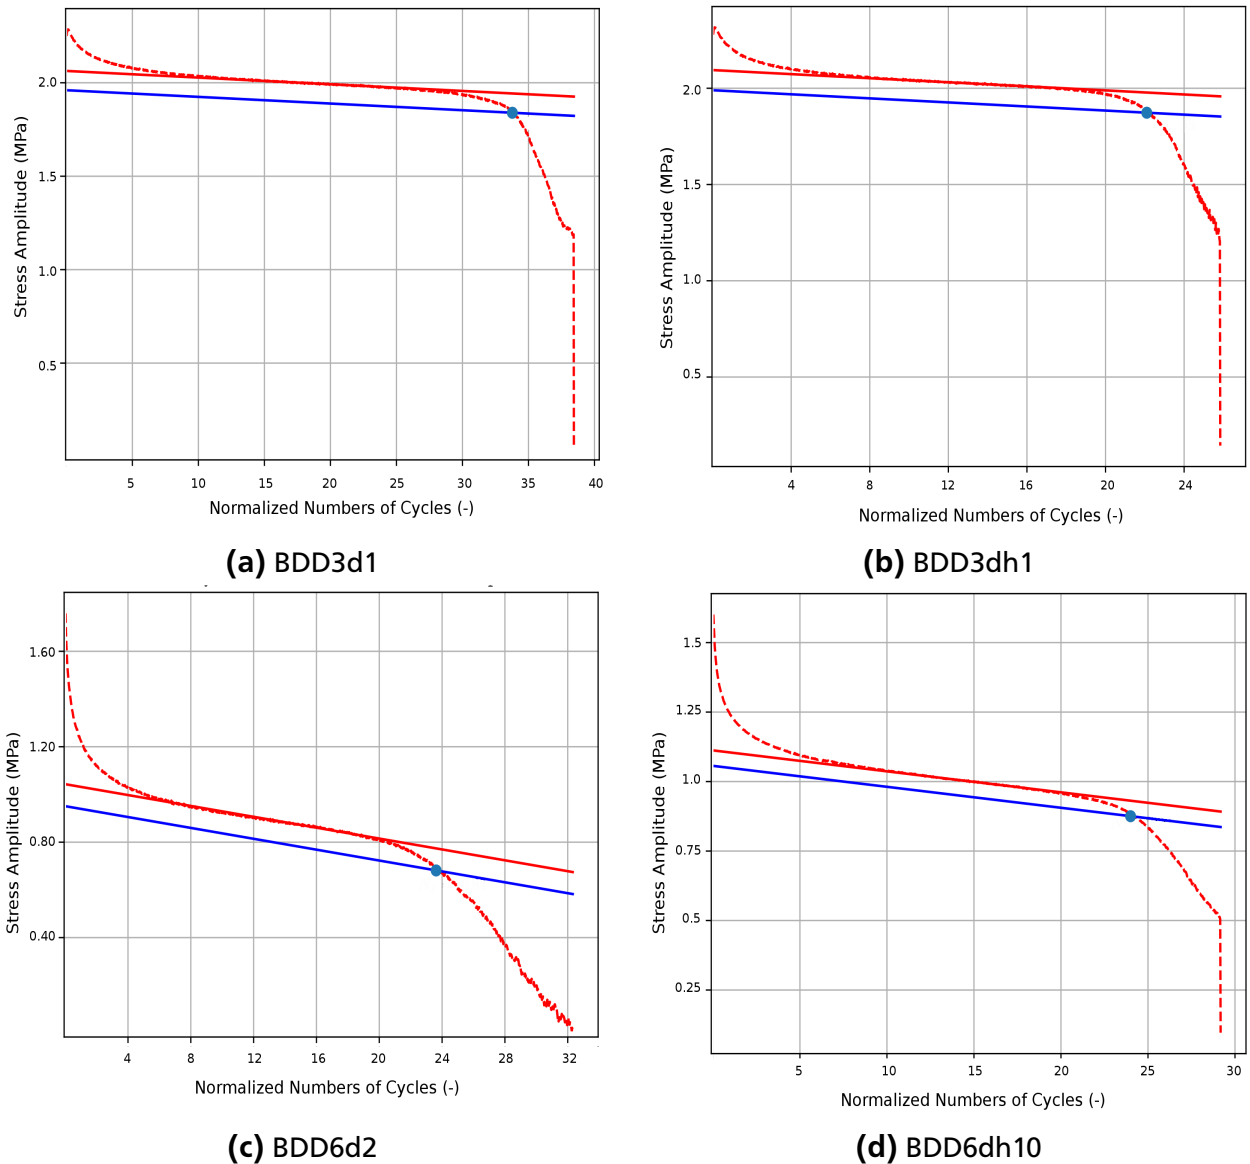 2.0
1.5
1.0
0.5
Stress Amplitude (MPa)
5 10 15 20 25 30 35 40
Normalized Numbers of Cycles (-)
(a) BDD3d1
2.0
1.5
1.0
0.5
Stress Amplitude (MPa)
4 8 12 16 20 24
Normalized Numbers of Cycles (-)
(b) BDD3dh1
1.60
1.20
0.80
0.40
Stress Amplitude (MPa)
4 8 12 16 20 24 28 32
Normalized Numbers of Cycles (-)
(c) BDD6d2
1.5
1.25
1.0
0.75
0.5
0.25
Stress Amplitude (MPa)
5 10 15 20 25 30
Normalized Numbers of Cycles (-)
(d) BDD6dh10